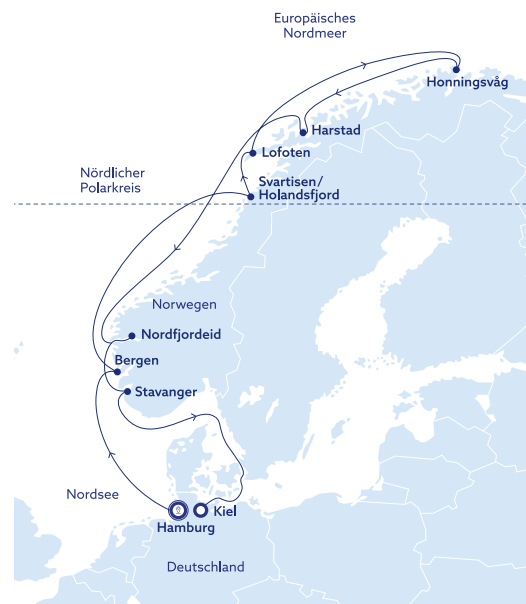 Europäisches
Nordmeer
Honningsvåg
Harstad
Lofoten
Nördlicher
Polarkreis
Svartisen/
Holandsfjord
Norwegen
Nordfjordeid
Bergen
Stavanger
Nordsee
Kiel
Hamburg
Deutschland